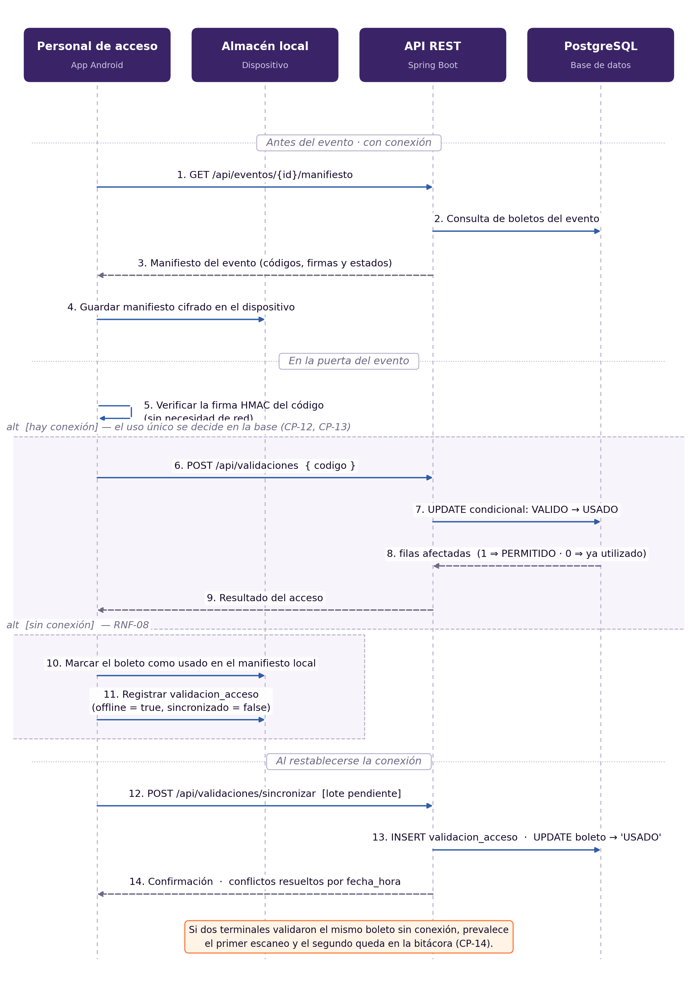 Personal de acceso
App Android
Almacén local
Dispositivo
API REST
Spring Boot
PostgreSQL
Base de datos
Antes del evento · con conexión
1. GET /api/eventos/{id}/manifiesto
2. Consulta de boletos del evento
3. Manifiesto del evento (códigos, firmas y estados)
4. Guardar manifiesto cifrado en el dispositivo
En la puerta del evento
5. Verificar la firma HMAC del código
(sin necesidad de red)
alt  [hay conexión] — el uso único se decide en la base (CP-12, CP-13)
6. POST /api/validaciones  { codigo }
7. UPDATE condicional: VALIDO → USADO
8. filas afectadas  (1 ⇒ PERMITIDO · 0 ⇒ ya utilizado)
9. Resultado del acceso
alt  [sin conexión]  — RNF-08
10. Marcar el boleto como usado en el manifiesto local
11. Registrar validacion_acceso
(offline = true, sincronizado = false)
Al restablecerse la conexión
12. POST /api/validaciones/sincronizar  [lote pendiente]
13. INSERT validacion_acceso  ·  UPDATE boleto → 'USADO'
14. Confirmación  ·  conflictos resueltos por fecha_hora
Si dos terminales validaron el mismo boleto sin conexión, prevalece
el primer escaneo y el segundo queda en la bitácora (CP-14).